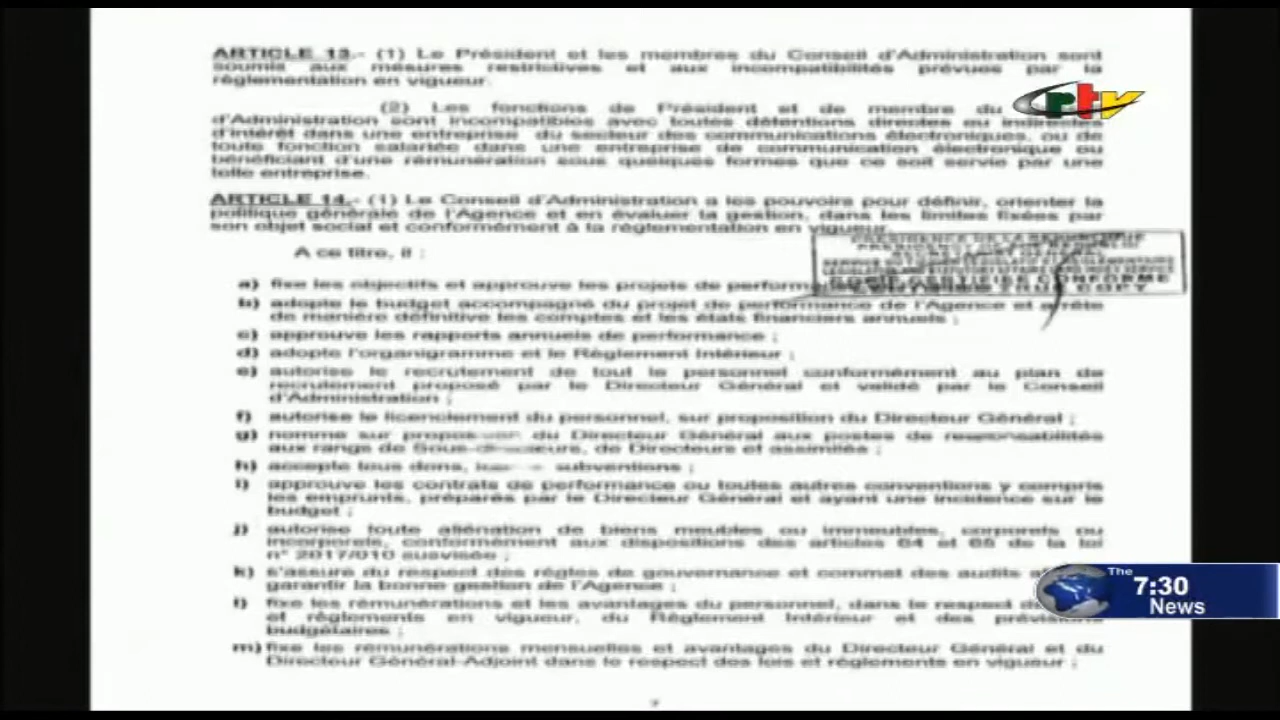 ARTICLE 13.- (1) Le Président et les membres du Conseil d'Administration sont
soumis aux mesures restrictives et aux incompatibilités prévues par la
règlementation en vigueur.
(2) Les fonctions de Président et de membre du
d'Administration sont incompatibles avec toutes détentions directes ou indirectes
d'intérêt dans une entreprise du secteur des communications électroniques, ou de
toute fonction salariée dans une entreprise de communication électronique ou
bénéficiant d'une rémunération sous quelques formes que ce soit servie par une
telle entreprise.
rtv
ARTICLE 14.- (1) Le Conseil d'Administration a les pouvoirs pour définir, orienter la
politique générale de l'Agence et en évaluer la gestion, dans les limites fixées par
son objet social et conformément à la règlementation en vigueur.
A ce titre, il :
PRESIDENCE DE LA REPUBLIQUE
PRESIDENCY OF THE REPUBLIC
COPIE CERTIFIEE CONFORME
TRUE COPY
a) fixe les objectifs et approuve les projets de
b) adopte le budget accompagné du projet de performance de l'Agence et arrête
de manière définitive les comptes et les états financiers annuels ;
c) approuve les rapports annuels de performance ;
d) adopte l'organigramme et le Règlement Intérieur ;
e) autorise le recrutement de tout le personnel conformément au plan de
recrutement proposé par le Directeur Général et validé par le Conseil
d'Administration ;
f) autorise le licenciement du personnel, sur proposition du Directeur Général ;
g) nomme sur du Directeur Général aux postes de responsabilités
aux rangs de de Directeurs et assimilés ;
h) accepte tous dons, subventions ;
i) approuve les contrats de performance ou toutes autres conventions y compris
les emprunts, préparés par le Directeur Général et ayant une incidence sur le
budget ;
j) autorise toute aliénation de biens meubles ou immeubles, corporels ou
incorporels, conformément aux dispositions des articles 64 et 65 de la loi
n° 2017/010 susvisée ;
k) s'assure du respect des règles de gouvernance et commet des audits
garantir la bonne gestion de l'Agence ;
l) fixe les rémunérations et les avantages du personnel, dans le respect
et règlements en vigueur, du Règlement Intérieur et des prévisions
budgétaires ;
m) fixe les rémunérations mensuelles et avantages du Directeur Général et du
Directeur Général-Adjoint dans le respect des lois et règlements en vigueur ;
The
7:30
News